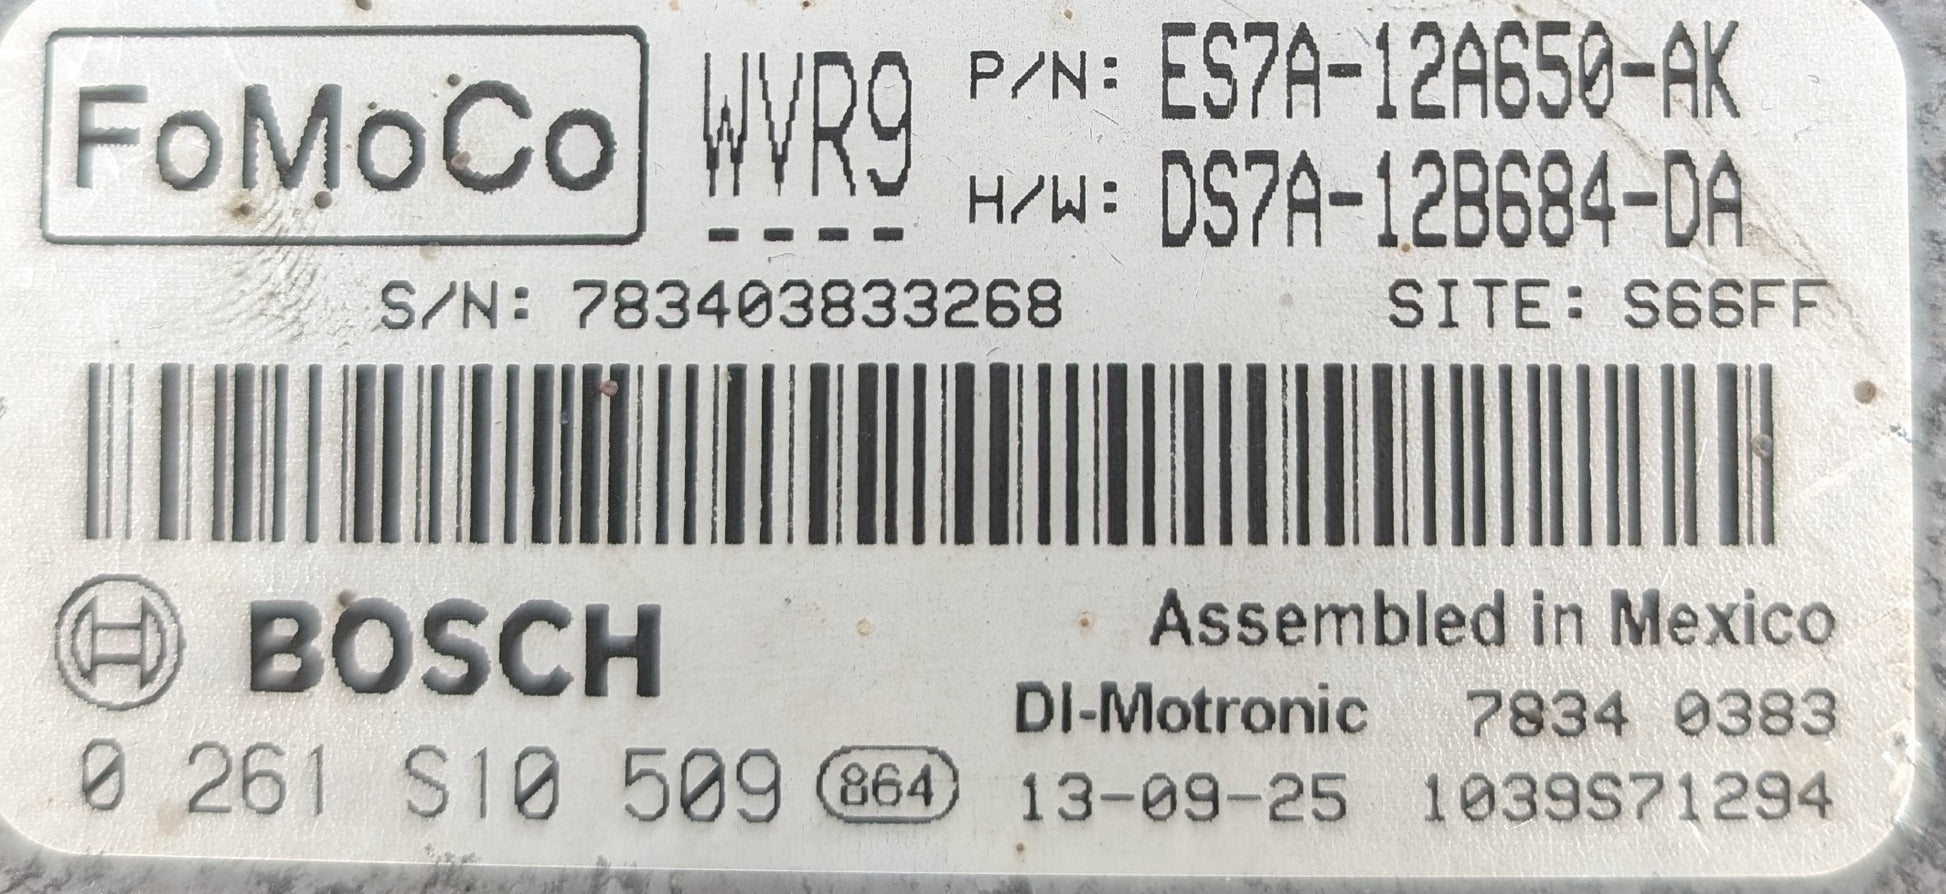 FoMoCo WVR9 P/N: ES7A-12A650-AK
---- H/W: DS7A-12B684-DA
S/N: 783403833268 SITE: S66FF
BOSCH Assembled in Mexico
DI-Motronic 7834 0383
0 261 S10 509 864 13-09-25 1039S71294